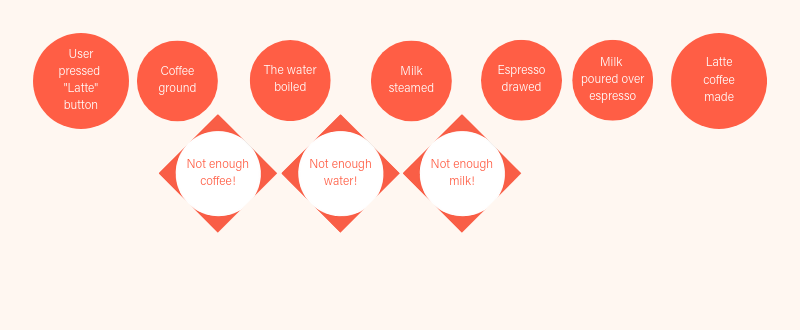 User
pressed
"Latte"
button
Coffee
ground
The water
boiled
Milk
steamed
Espresso
drawed
Milk
poured over
espresso
Latte
coffee
made
Not enough
coffee!
Not enough
water!
Not enough
milk!